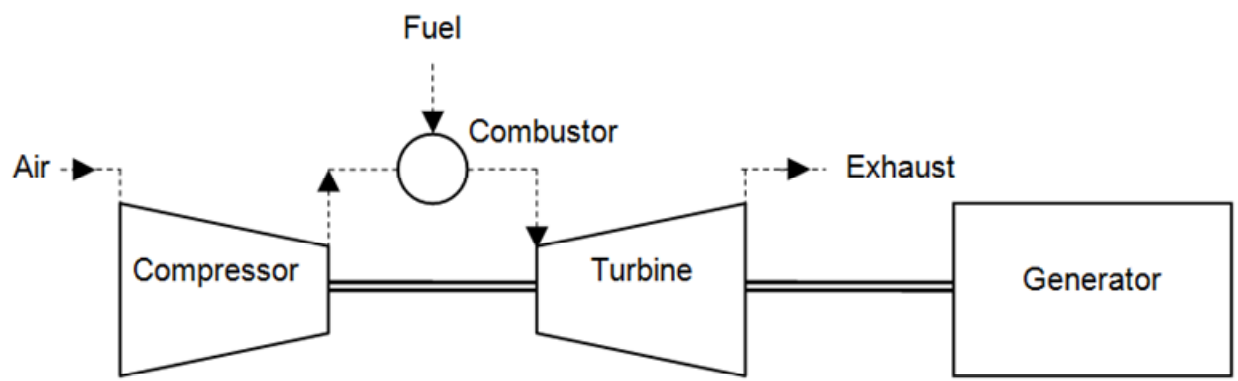 Fuel
Combustor
Air
Exhaust
Compressor
Turbine
Generator